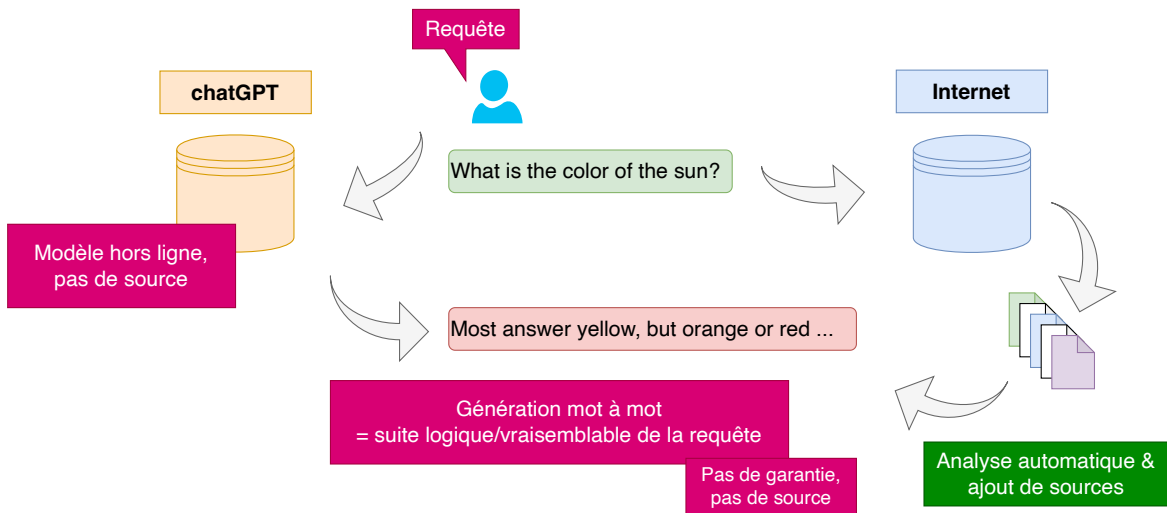 Requête
chatGPT
Internet
What is the color of the sun?
Modèle hors ligne,
pas de source
Most answer yellow, but orange or red ...
Génération mot à mot
= suite logique/vraisemblable de la requête
Pas de garantie,
pas de source
Analyse automatique &
ajout de sources